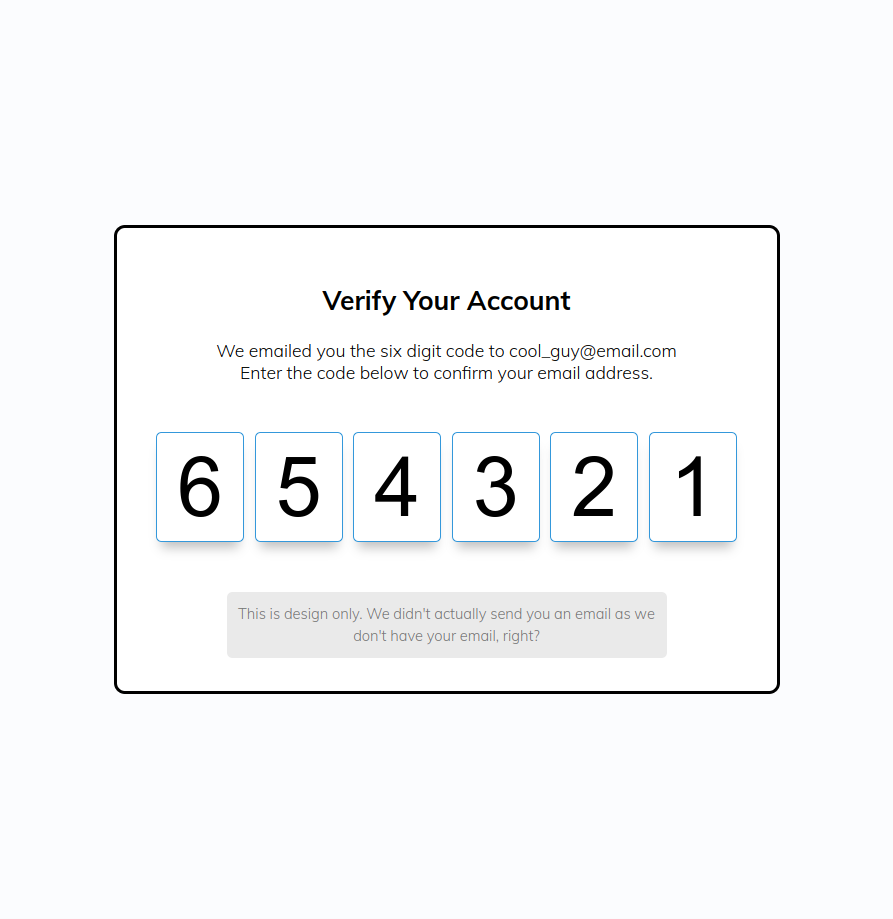 Verify Your Account
We emailed you the six digit code to cool_guy@email.com
Enter the code below to confirm your email address.
6 5 4 3 2 1
This is design only. We didn't actually send you an email as we
don't have your email, right?